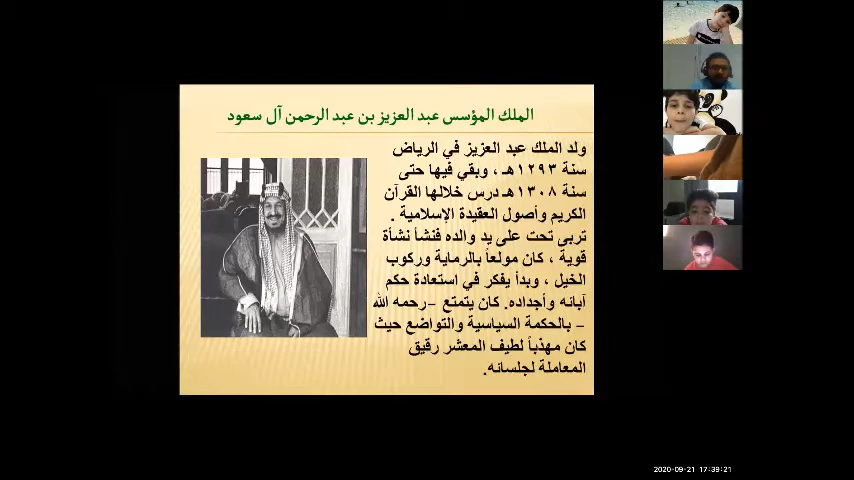 الملك المؤسس عبد العزيز بن عبد الرحمن آل سعود
ولد الملك عبد العزيز في الرياض
سنة ١٢٩٣هـ ، وبقي فيها حتى
سنة ١٣٠٨هـ درس خلالها القرآن
الكريم وأصول العقيدة الإسلامية .
تربى تحت على يد والده فنشأ نشأة
قوية ، كان مولعاً بالرماية وركوب
الخيل ، وبدأ يفكر في استعادة حكم
آبائه وأجداده. كان يتمتع –رحمه الله
– بالحكمة السياسية والتواضع حيث
كان مهذباً لطيف المعشر رقيق
المعاملة لجلسائه.
2020-09-21 17:39:21